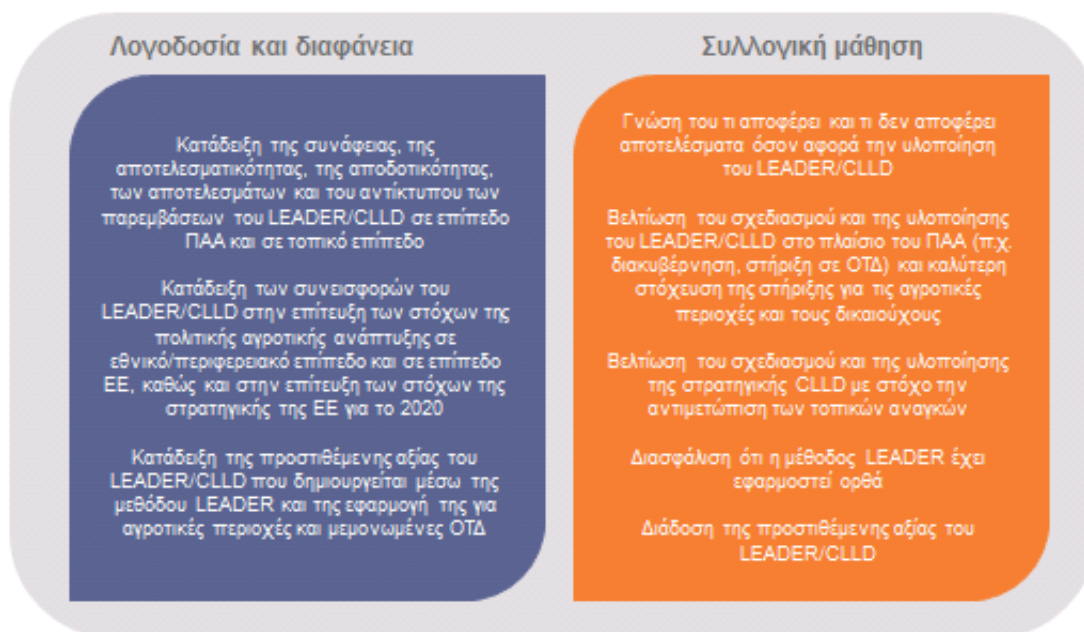 Λογοδοσία και διαφάνεια
Κατάδειξη της συνάφειας, της
αποτελεσματικότητας, της αποδοτικότητας,
των αποτελεσμάτων και του αντίκτυπου των
παρεμβάσεων του LEADER/CLLD σε επίπεδο
ΠΑΑ και σε τοπικό επίπεδο
Κατάδειξη των συνεισφορών του
LEADER/CLLD στην επίτευξη των στόχων της
πολιτικής αγροτικής ανάπτυξης σε
εθνικό/περιφερειακό επίπεδο και σε επίπεδο
ΕΕ, καθώς και στην επίτευξη των στόχων της
στρατηγικής της ΕΕ για το 2020
Κατάδειξη της προστιθέμενης αξίας του
LEADER/CLLD που δημιουργείται μέσω της
μεθόδου LEADER και της εφαρμογή της για
αγροτικές περιοχές και μεμονωμένες ΟΤΔ
Συλλογική μάθηση
Γνώση του τι αποφέρει και τι δεν αποφέρει
αποτελέσματα όσον αφορά την υλοποίηση
του LEADER/CLLD
Βελτίωση του σχεδιασμού και της υλοποίησης
του LEADER/CLLD στο πλαίσιο του ΠΑΑ (π.χ.
διακυβέρνηση, στήριξη σε ΟΤΔ) και καλύτερη
στόχευση της στήριξης για τις αγροτικές
περιοχές και τους δικαιούχους
Βελτίωση του σχεδιασμού και της υλοποίησης
της στρατηγικής CLLD με στόχο την
αντιμετώπιση των τοπικών αναγκών
Διασφάλιση ότι η μέθοδος LEADER έχει
εφαρμοστεί ορθά
Διάδοση της προστιθέμενης αξίας του
LEADER/CLLD